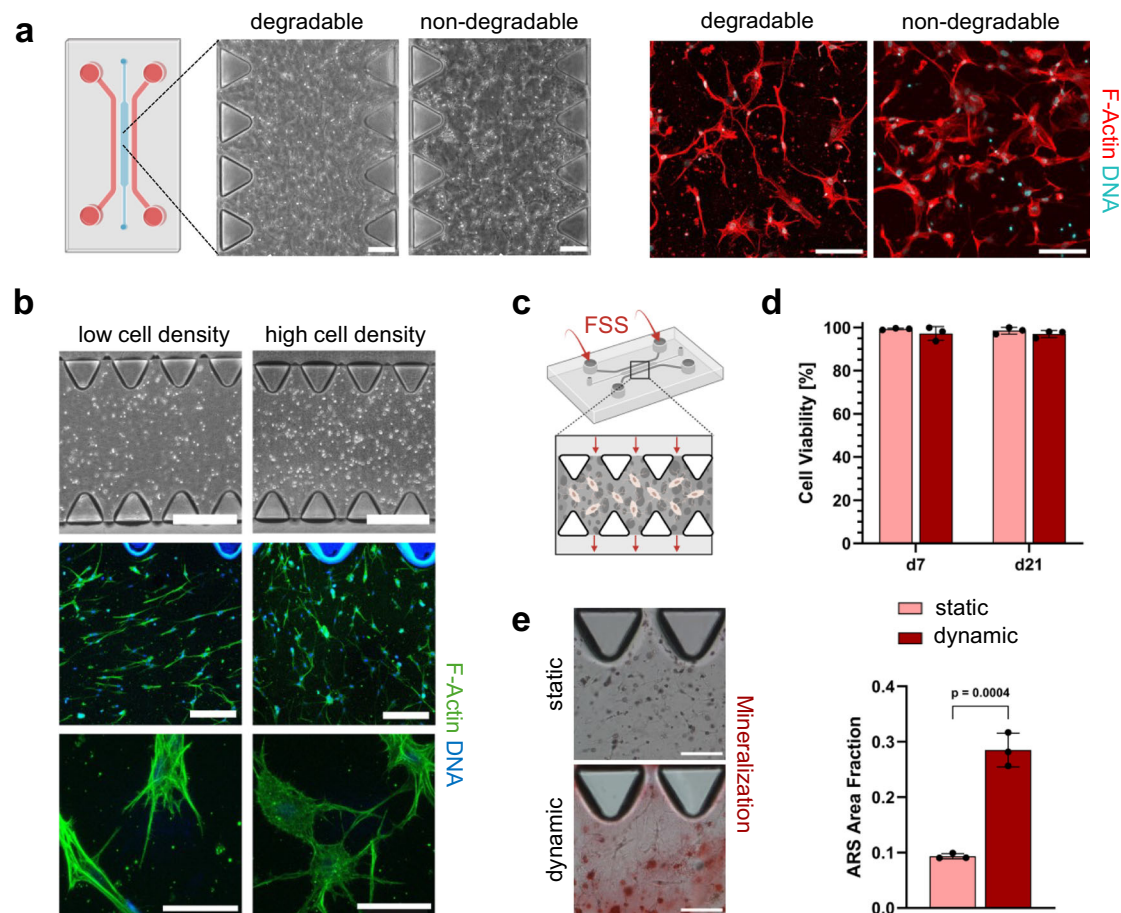 a
degradable
non-degradable
degradable
non-degradable
F-Actin DNA
b
low cell density
high cell density
F-Actin DNA
c
FSS
d
Cell Viability [%]
100
80
60
40
20
0
d7
d21
static
dynamic
e
static
dynamic
Mineralization
ARS Area Fraction
0.4
0.3
0.2
0.1
0.0
p = 0.0004